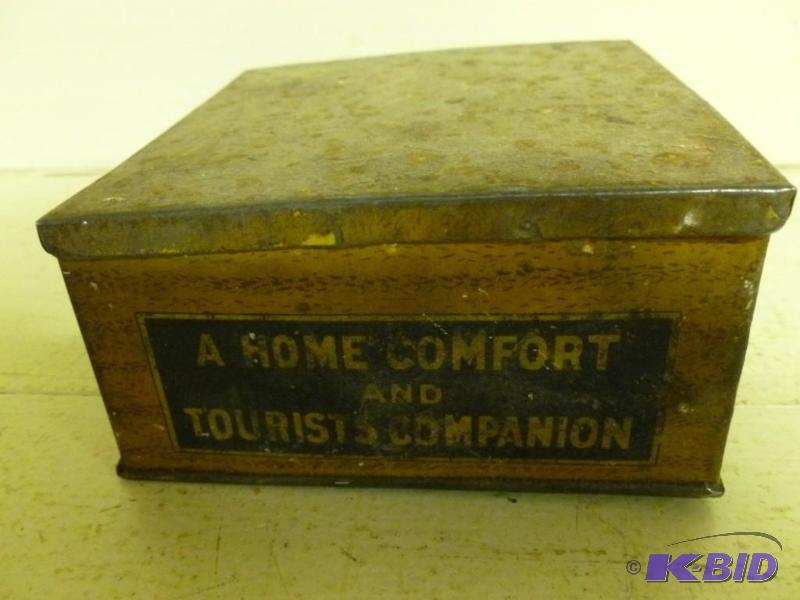 A HOME COMFORT
AND
TOURISTS COMPANION
© K-BID